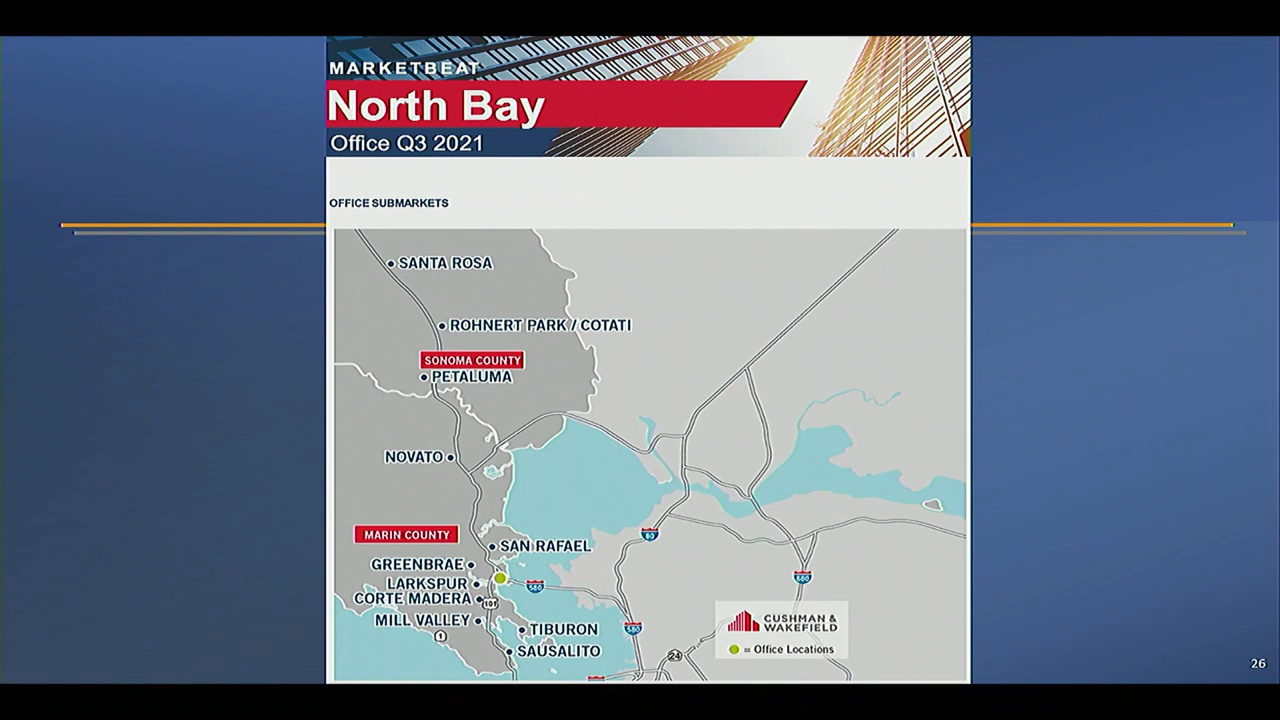 MARKETBEAT
North Bay
Office Q3 2021
OFFICE SUBMARKETS
SANTA ROSA
ROHNERT PARK / COTATI
SONOMA COUNTY
PETALUMA
NOVATO
MARIN COUNTY
80
SAN RAFAEL
GREENBRAE
LARKSPUR
580
680
CORTE MADERA
101
MILL VALLEY
TIBURON
580
CUSHMAN &
WAKEFIELD
1
SAUSALITO
24
= Office Locations
26